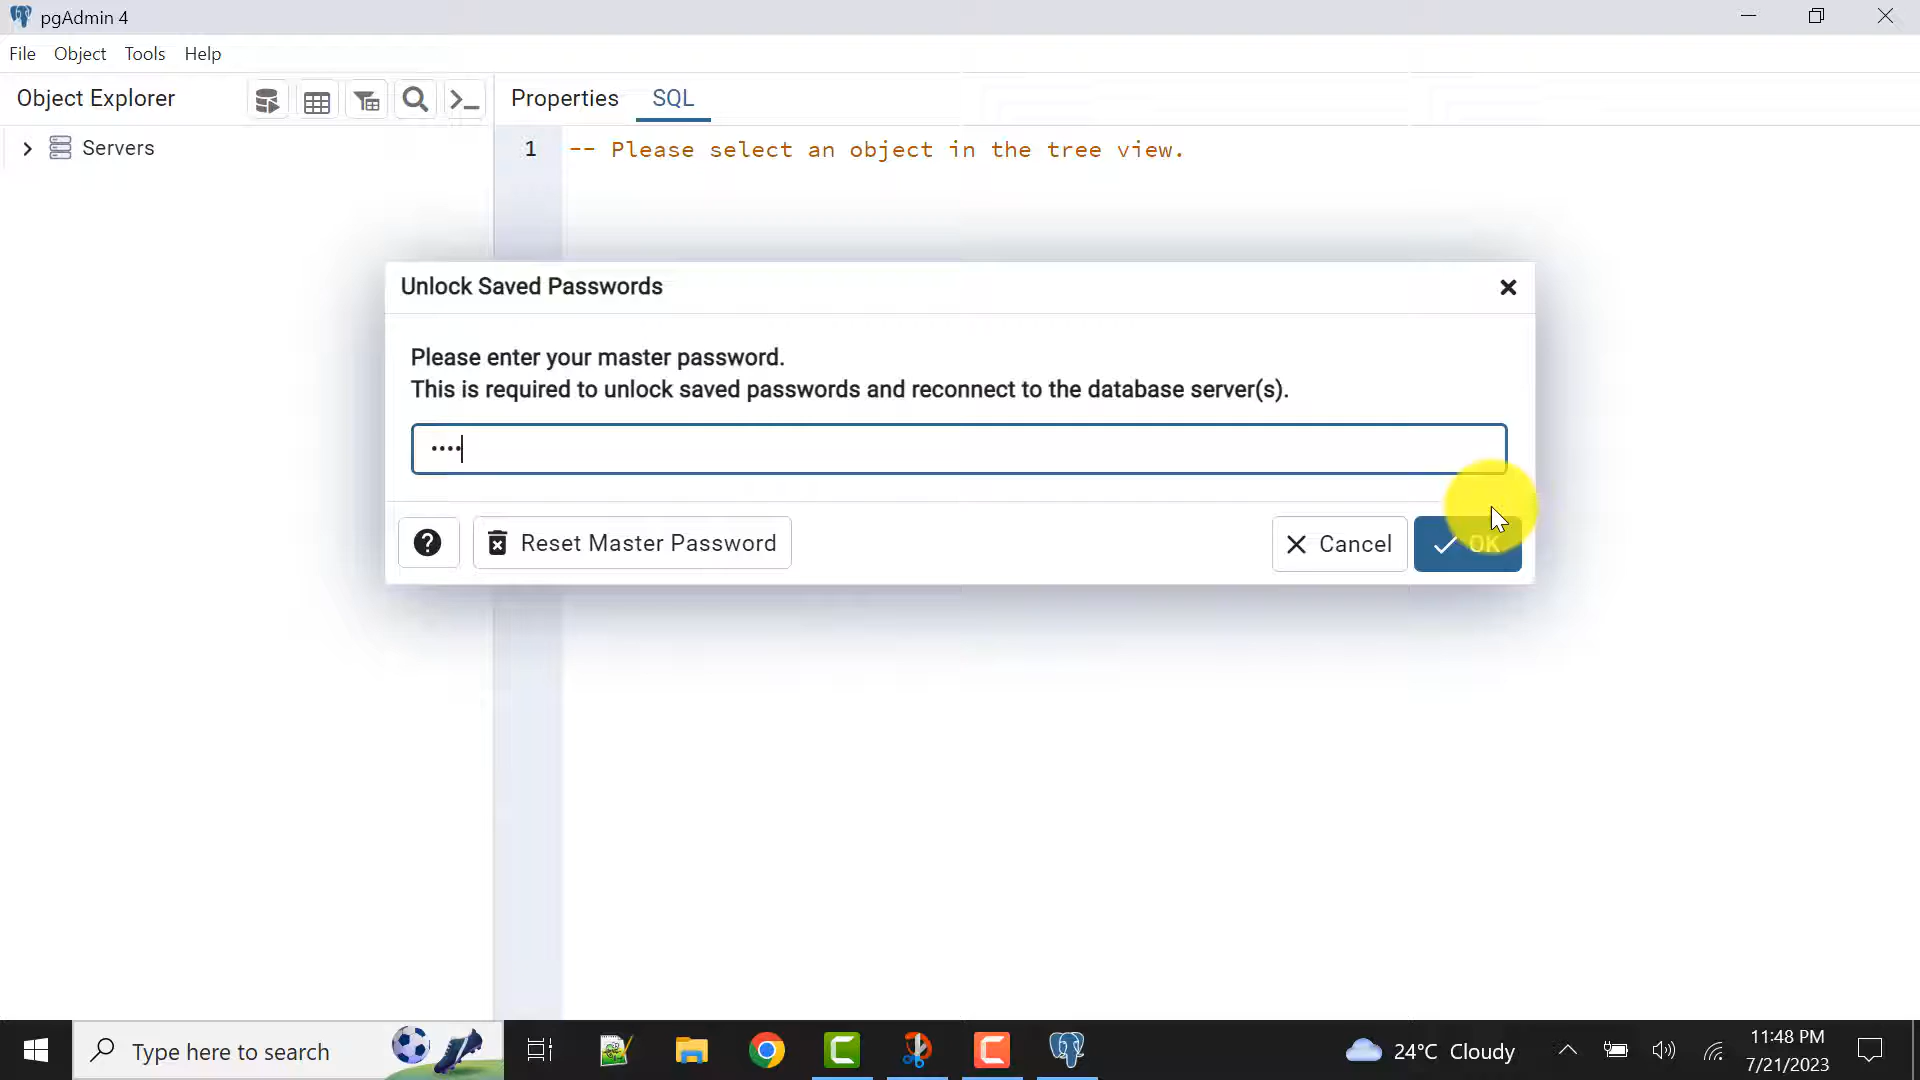 pgAdmin 4
File Object Tools Help
Object Explorer
Properties SQL
Servers
1 -- Please select an object in the tree view.
Unlock Saved Passwords
Please enter your master password.
This is required to unlock saved passwords and reconnect to the database server(s).
••••
Reset Master Password
Cancel
OK
Type here to search
24°C Cloudy
11:48 PM
7/21/2023